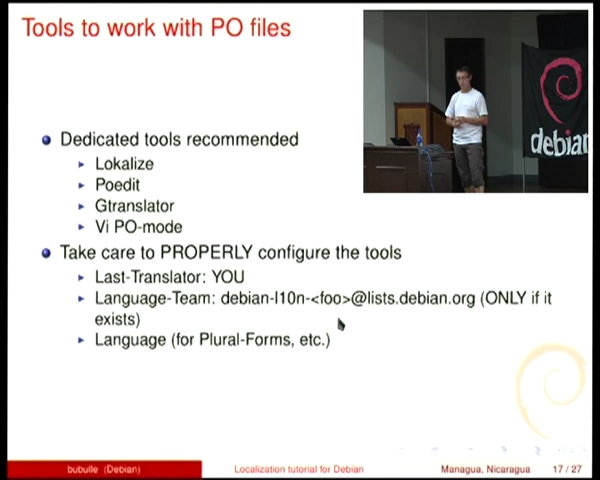 Tools to work with PO files
debian
Dedicated tools recommended
Lokalize
Poedit
Gtranslator
Vi PO-mode
Take care to PROPERLY configure the tools
Last-Translator: YOU
Language-Team: debian-l10n-<foo>@lists.debian.org (ONLY if it
exists)
Language (for Plural-Forms, etc.)
bubulle (Debian)
Localization tutorial for Debian
Managua, Nicaragua
17 / 27